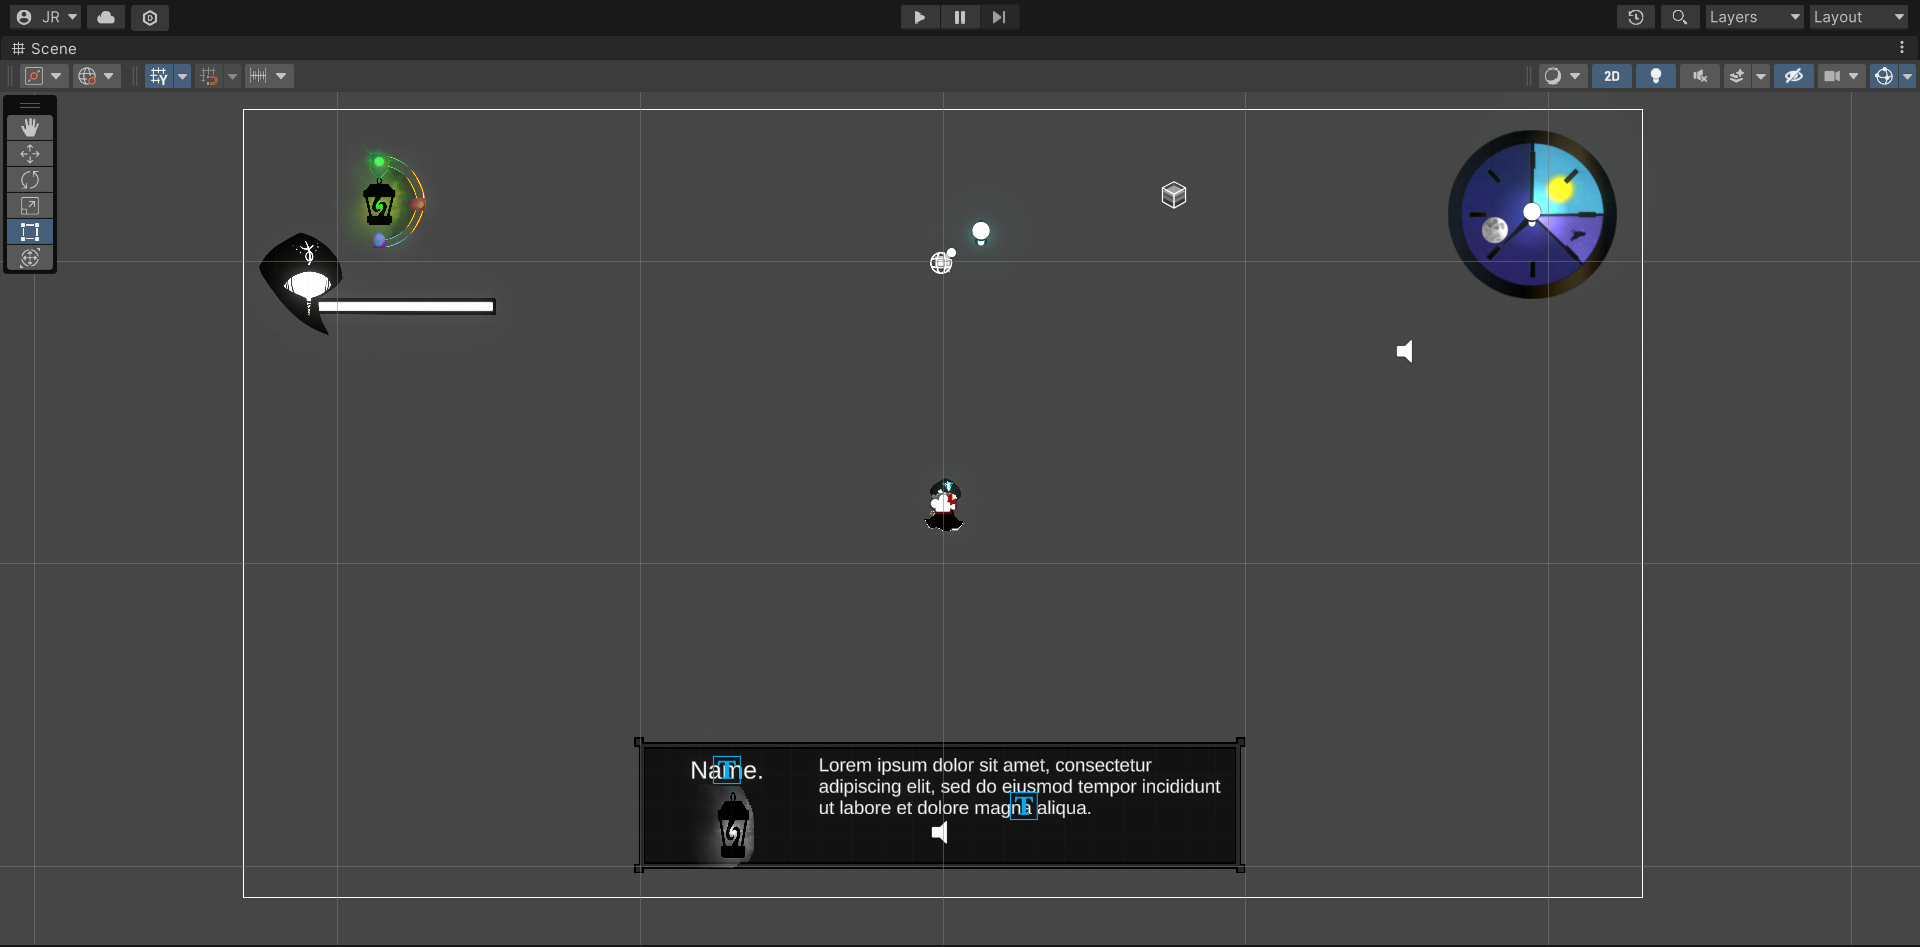 JR
Layers
Layout
Scene
2D
Name.
Lorem ipsum dolor sit amet, consectetur
adipiscing elit, sed do eiusmod tempor incididunt
ut labore et dolore magna aliqua.